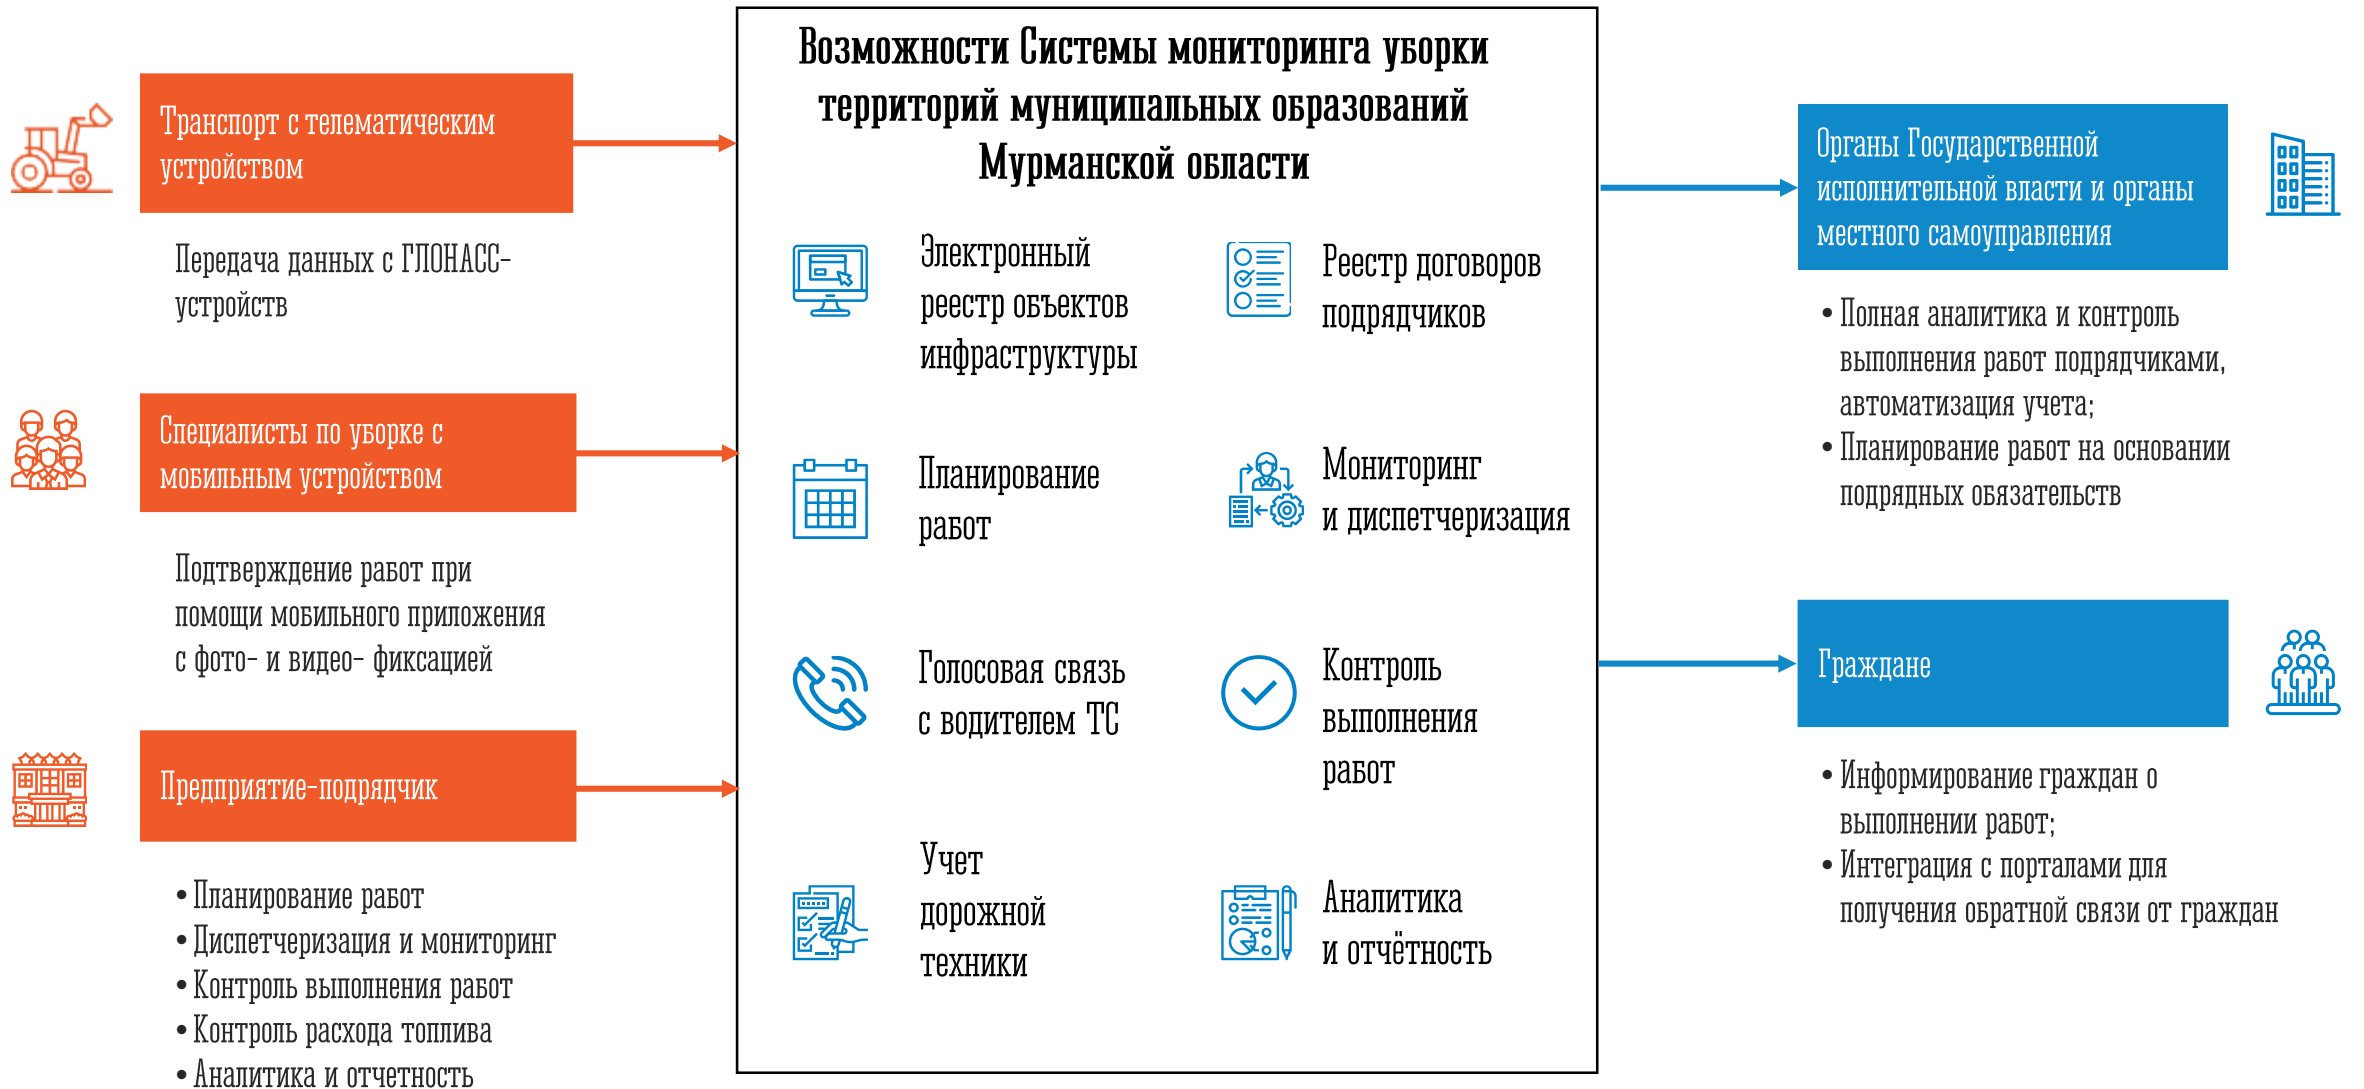 Транспорт с телематическим
устройством
Передача данных с ГЛОНАСС-
устройств
Специалисты по уборке с
мобильным устройством
Подтверждение работ при
помощи мобильного приложения
с фото- и видео- фиксацией
Предприятие-подрядчик
• Планирование работ
• Диспетчеризация и мониторинг
• Контроль выполнения работ
• Контроль расхода топлива
• Аналитика и отчетность
Возможности Системы мониторинга уборки
территорий муниципальных образований
Мурманской области
Электронный
реестр объектов
инфраструктуры
Реестр договоров
подрядчиков
Планирование
работ
Мониторинг
и диспетчеризация
Голосовая связь
с водителем ТС
Контроль
выполнения
работ
Учет
дорожной
техники
Аналитика
и отчётность
Органы Государственной
исполнительной власти и органы
местного самоуправления
• Полная аналитика и контроль
выполнения работ подрядчиками,
автоматизация учета;
• Планирование работ на основании
подрядных обязательств
Граждане
• Информирование граждан о
выполнении работ;
• Интеграция с порталами для
получения обратной связи от граждан